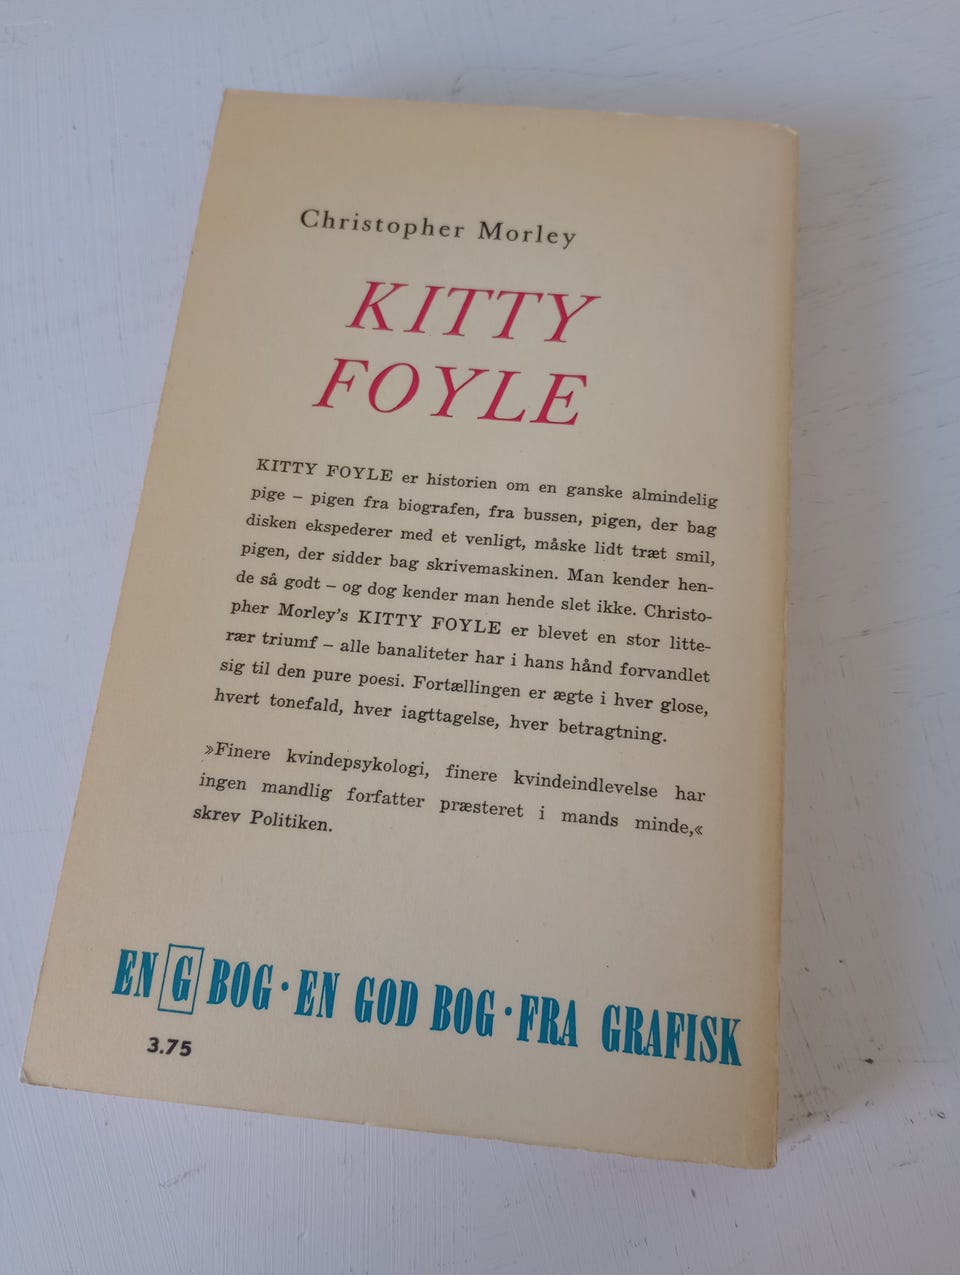 Christopher Morley
KITTY
FOYLE
KITTY FOYLE er historien om en ganske almindelig
pige – pigen fra biografen, fra bussen, pigen, der bag
disken ekspederer med et venligt, måske lidt træt smil,
pigen, der sidder bag skrivemaskinen. Man kender hen-
de så godt – og dog kender man hende slet ikke. Christo-
pher Morley's KITTY FOYLE er blevet en stor litte-
rær triumf – alle banaliteter har i hans hånd forvandlet
sig til den pure poesi. Fortællingen er ægte i hver glose,
hvert tonefald, hver iagttagelse, hver betragtning.
»Finere kvindepsykologi, finere kvindeindlevelse har
ingen mandlig forfatter præsteret i mands minde,«
skrev Politiken.
EN G BOG · EN GOD BOG · FRA GRAFISK
3.75